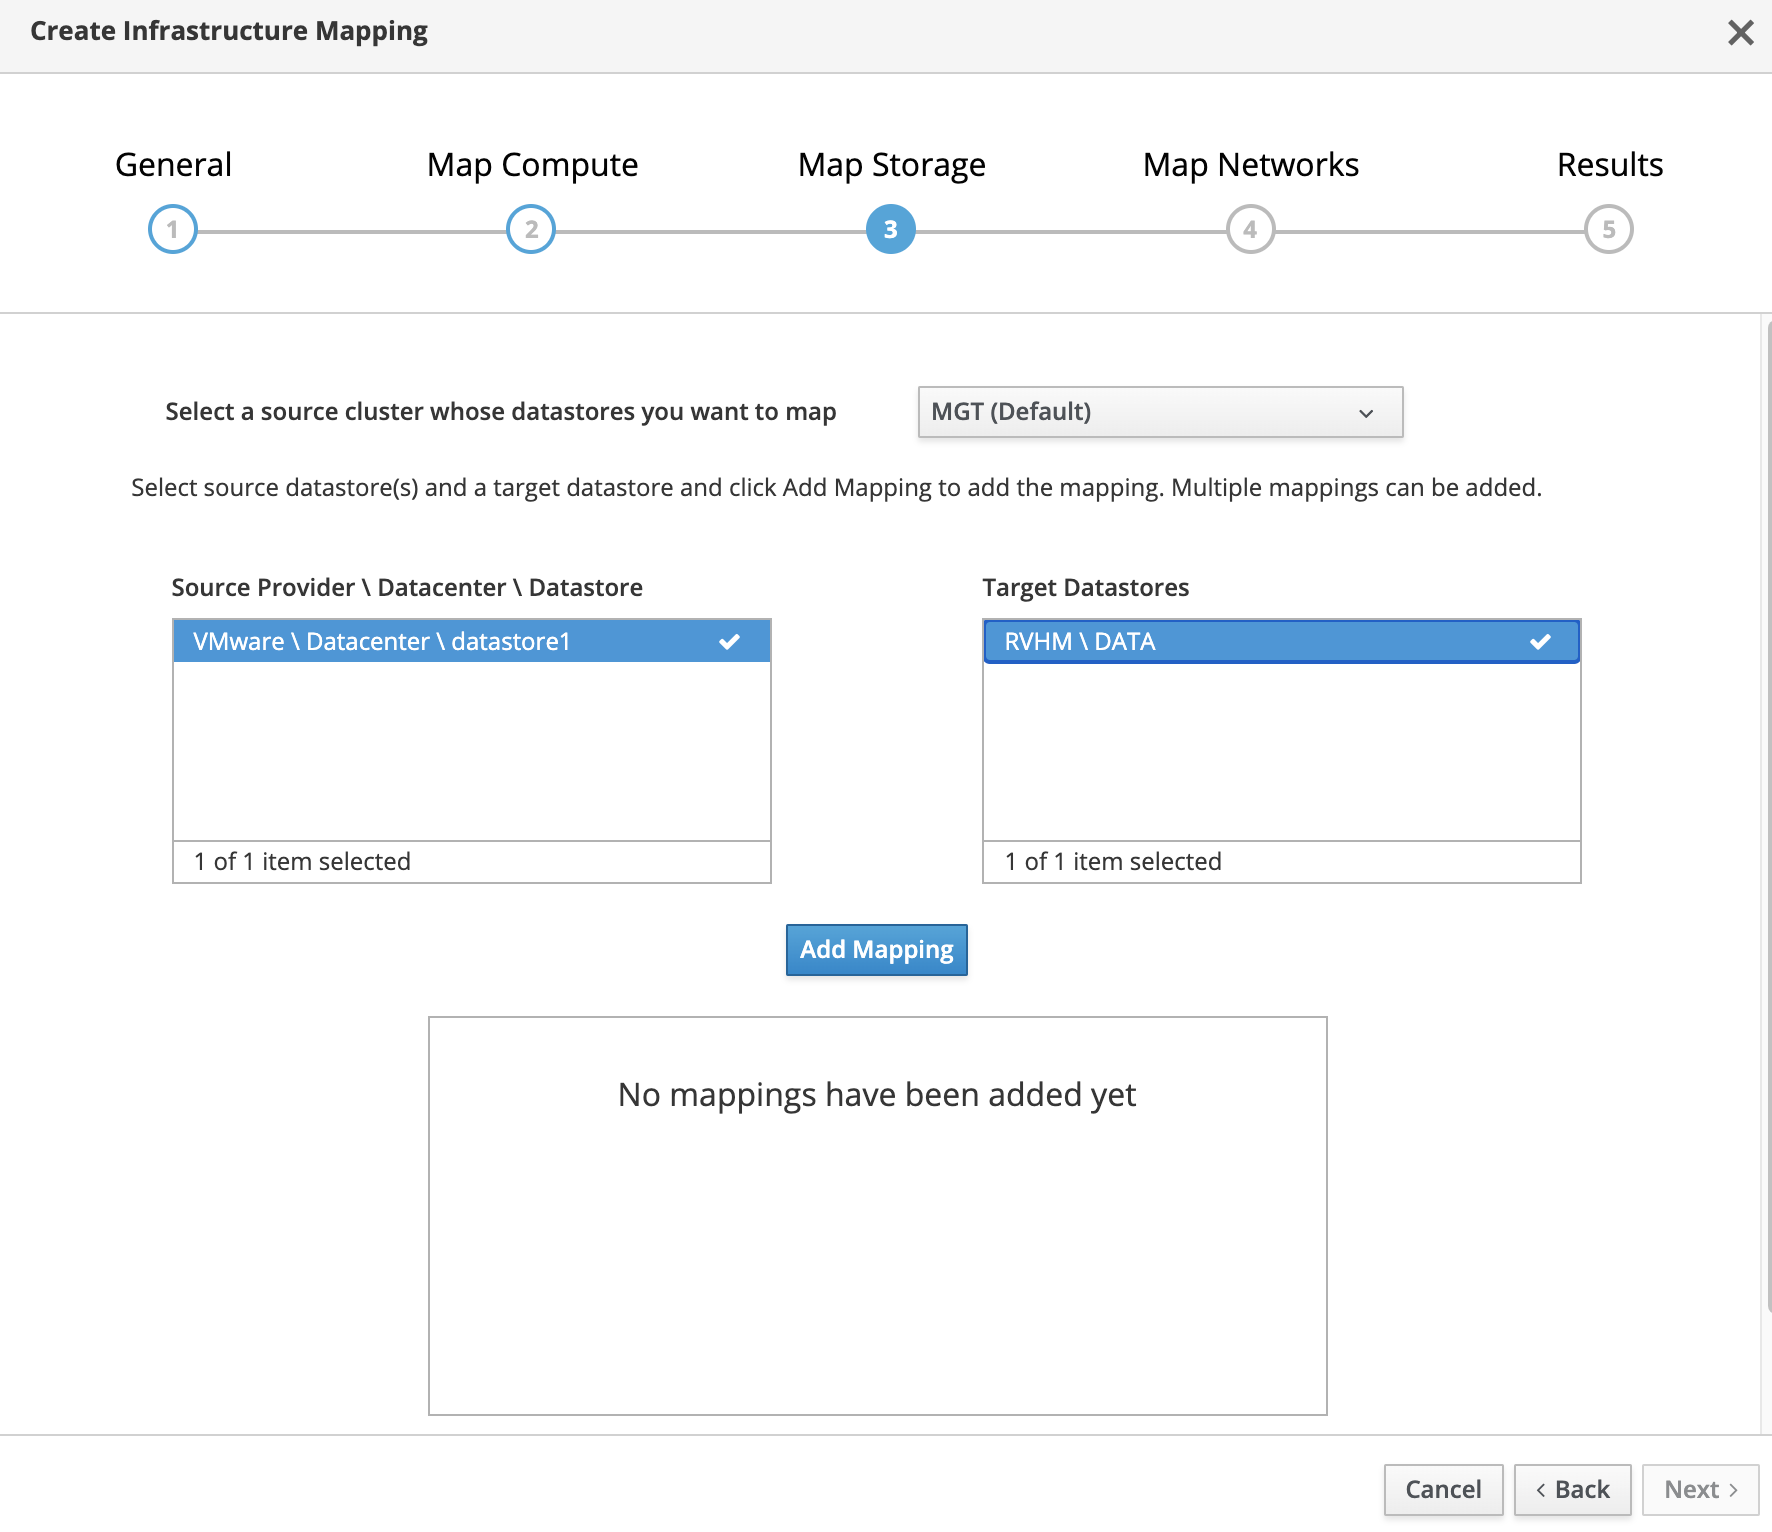 Create Infrastructure Mapping
General
Map Compute
Map Storage
Map Networks
Results
1
2
3
4
5
Select a source cluster whose datastores you want to map
MGT (Default)
Select source datastore(s) and a target datastore and click Add Mapping to add the mapping. Multiple mappings can be added.
Source Provider \ Datacenter \ Datastore
Target Datastores
VMware \ Datacenter \ datastore1
RVHM \ DATA
1 of 1 item selected
1 of 1 item selected
Add Mapping
No mappings have been added yet
Cancel
‹ Back
Next ›